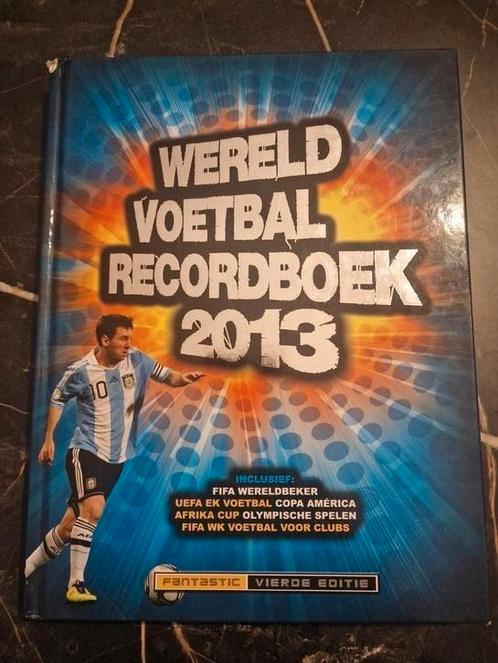 WERELD
VOETBAL
RECORDBOEK
2013
10
INCLUSIEF:
FIFA WERELDBEKER
UEFA EK VOETBAL COPA AMÉRICA
AFRIKA CUP OLYMPISCHE SPELEN
FIFA WK VOETBAL VOOR CLUBS
FANTASTIC VIERDE EDITIE